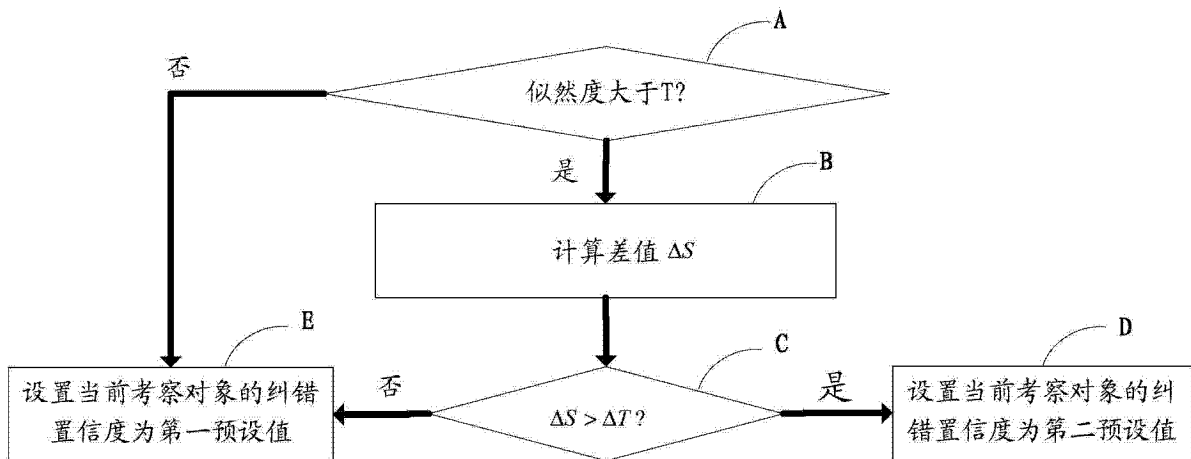 A
否
似然度大于T?
是
B
计算差值 ΔS
E
C
D
设置当前考察对象的纠错
置信度为第一预设值
否
ΔS > ΔT ?
是
设置当前考察对象的纠
错置信度为第二预设值